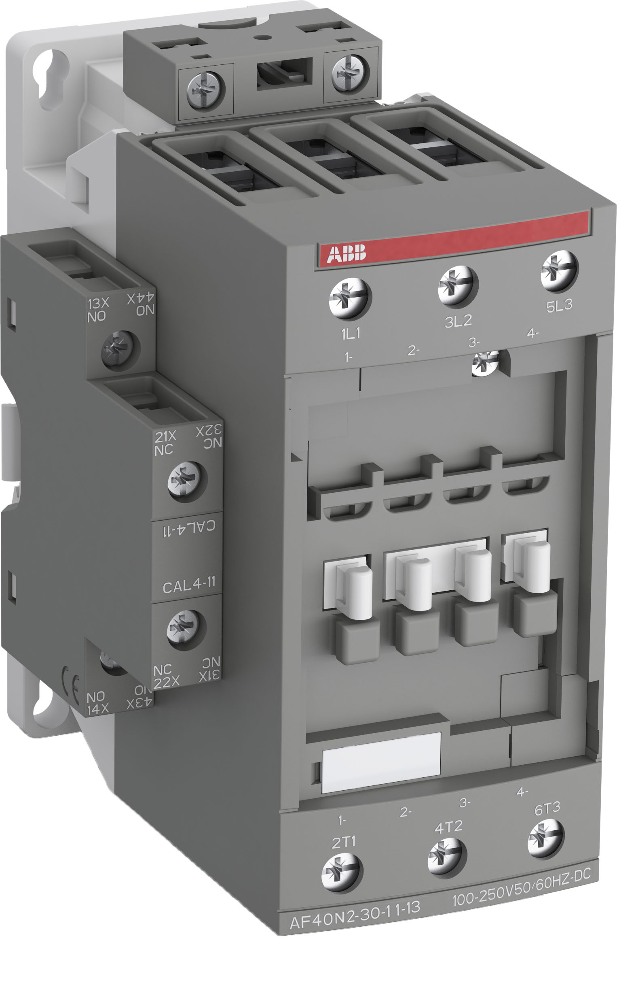 ABB
1L1
3L2
5L3
1-
2-
3-
4-
13X
NO
44X
NO
21X
NC
32X
NC
CAL4-11
CAL4-11
NC
22X
NC
31X
CE
NO
14X
NO
43X
1-
2-
3-
4-
2T1
4T2
6T3
AF40N2-30-11-13
100-250V50/60HZ-DC